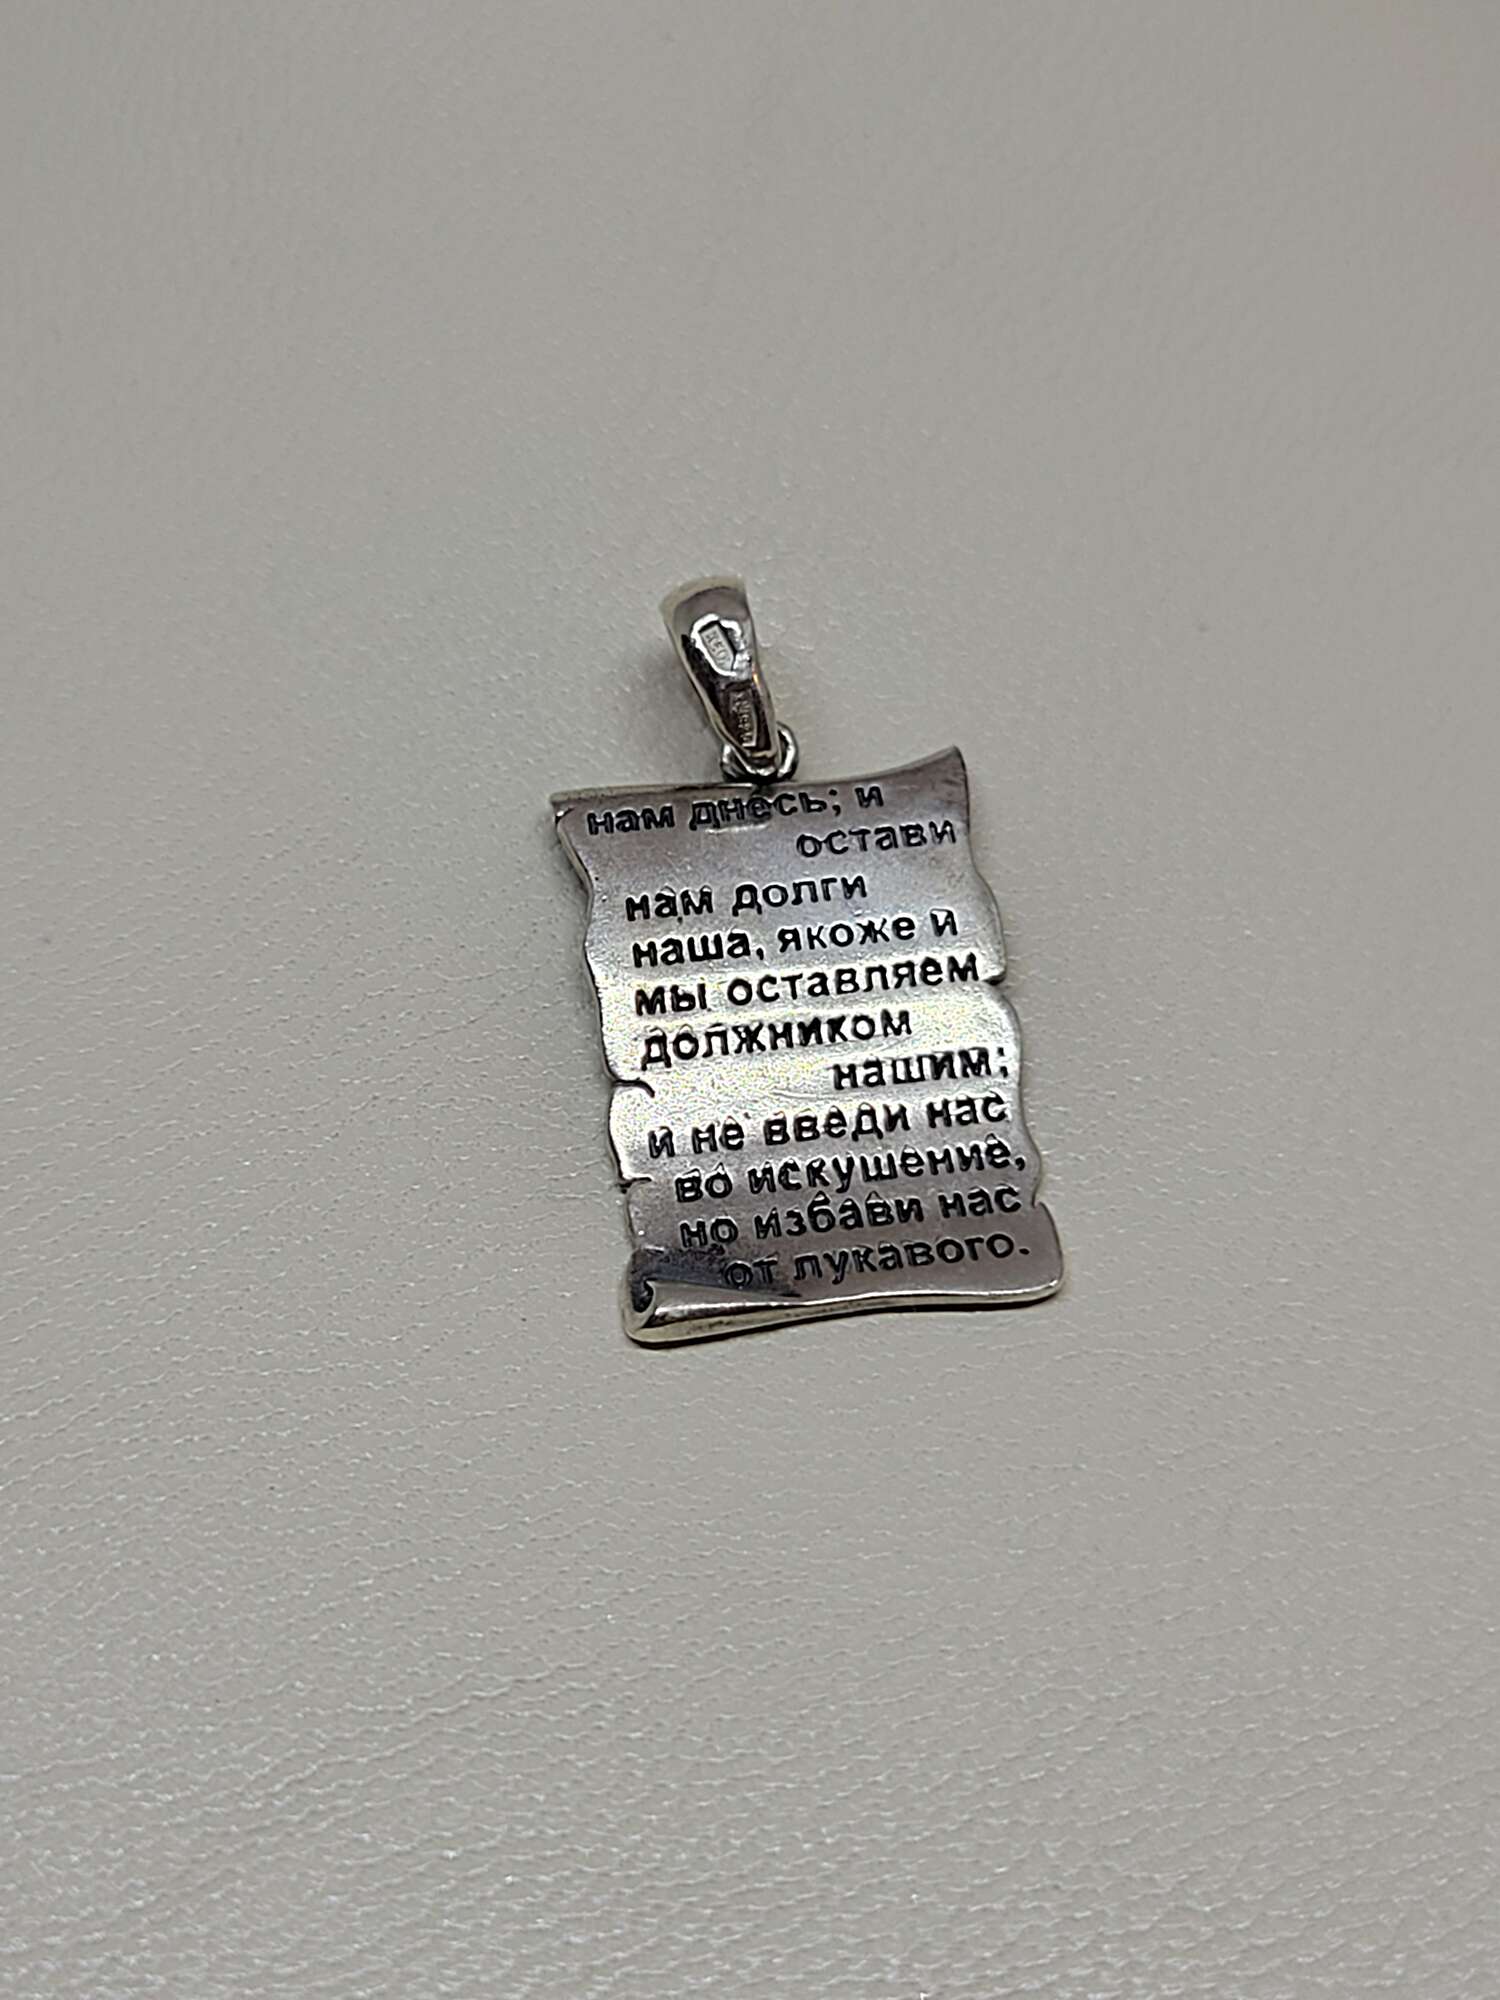 нам днесь; и
остави
нам долги
наша, якоже и
мы оставляем
должником
нашим;
и не введи нас
во искушение,
но избави нас
от лукавого.